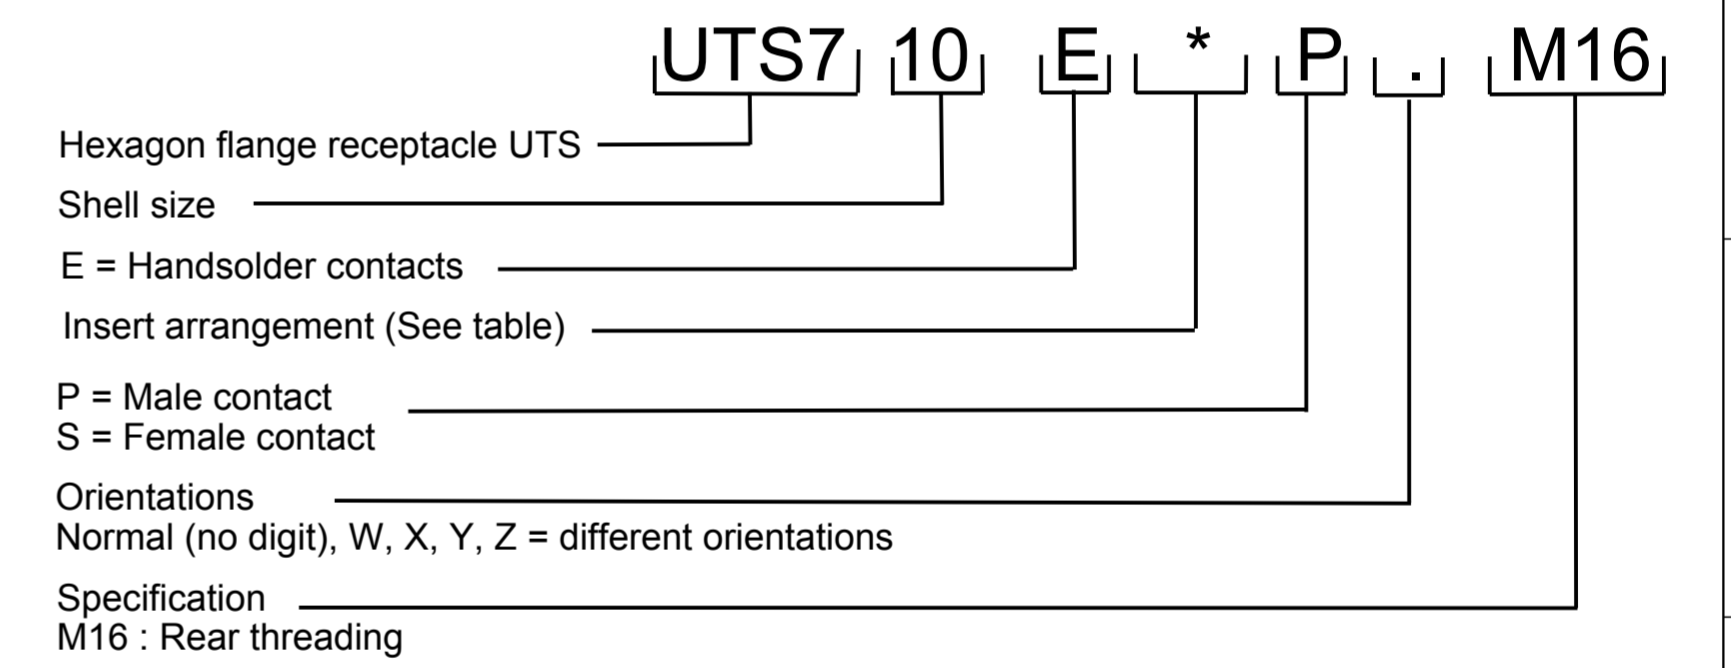 UTS7 10 E * P . M16
Hexagon flange receptacle UTS
Shell size
E = Handsolder contacts
Insert arrangement (See table)
P = Male contact
S = Female contact
Orientations
Normal (no digit), W, X, Y, Z = different orientations
Specification
M16 : Rear threading